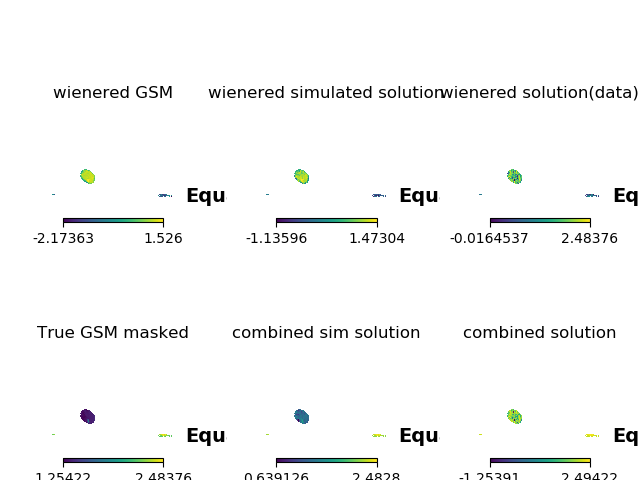 wienered GSM wienered simulated solution wienered solution(data)
Equ Equ Eq
-2.17363 1.526 -1.13596 1.47304 -0.0164537 2.48376
True GSM masked combined sim solution combined solution
Equ Equ Eq
1.25422 2.48376 0.639126 2.4828 -1.25391 2.49422